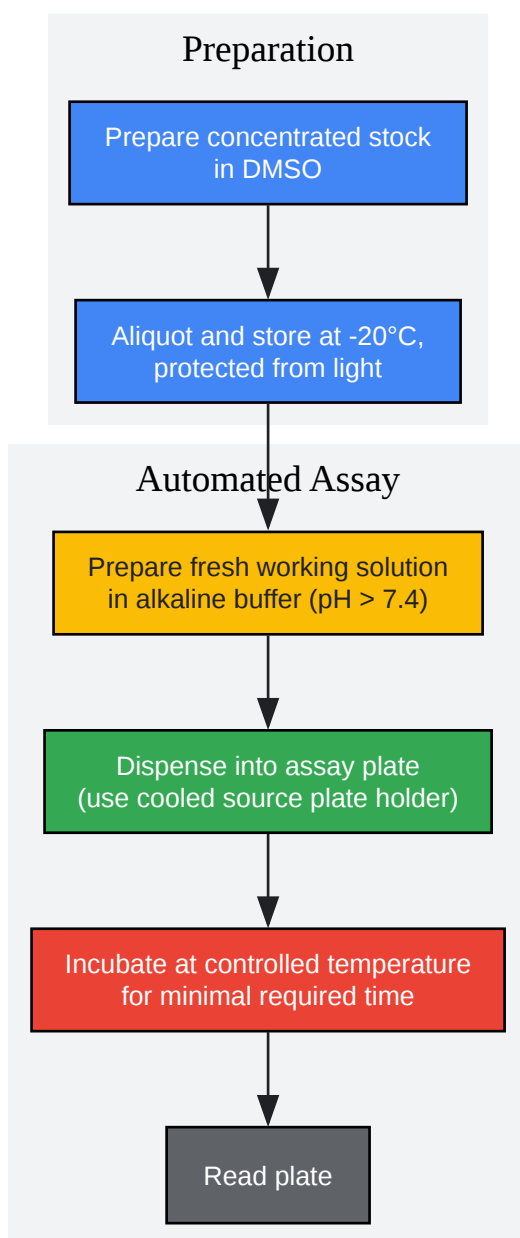 Preparation
Prepare concentrated stock
in DMSO
Aliquot and store at -20°C,
protected from light
Automated Assay
Prepare fresh working solution
in alkaline buffer (pH > 7.4)
Dispense into assay plate
(use cooled source plate holder)
Incubate at controlled temperature
for minimal required time
Read plate